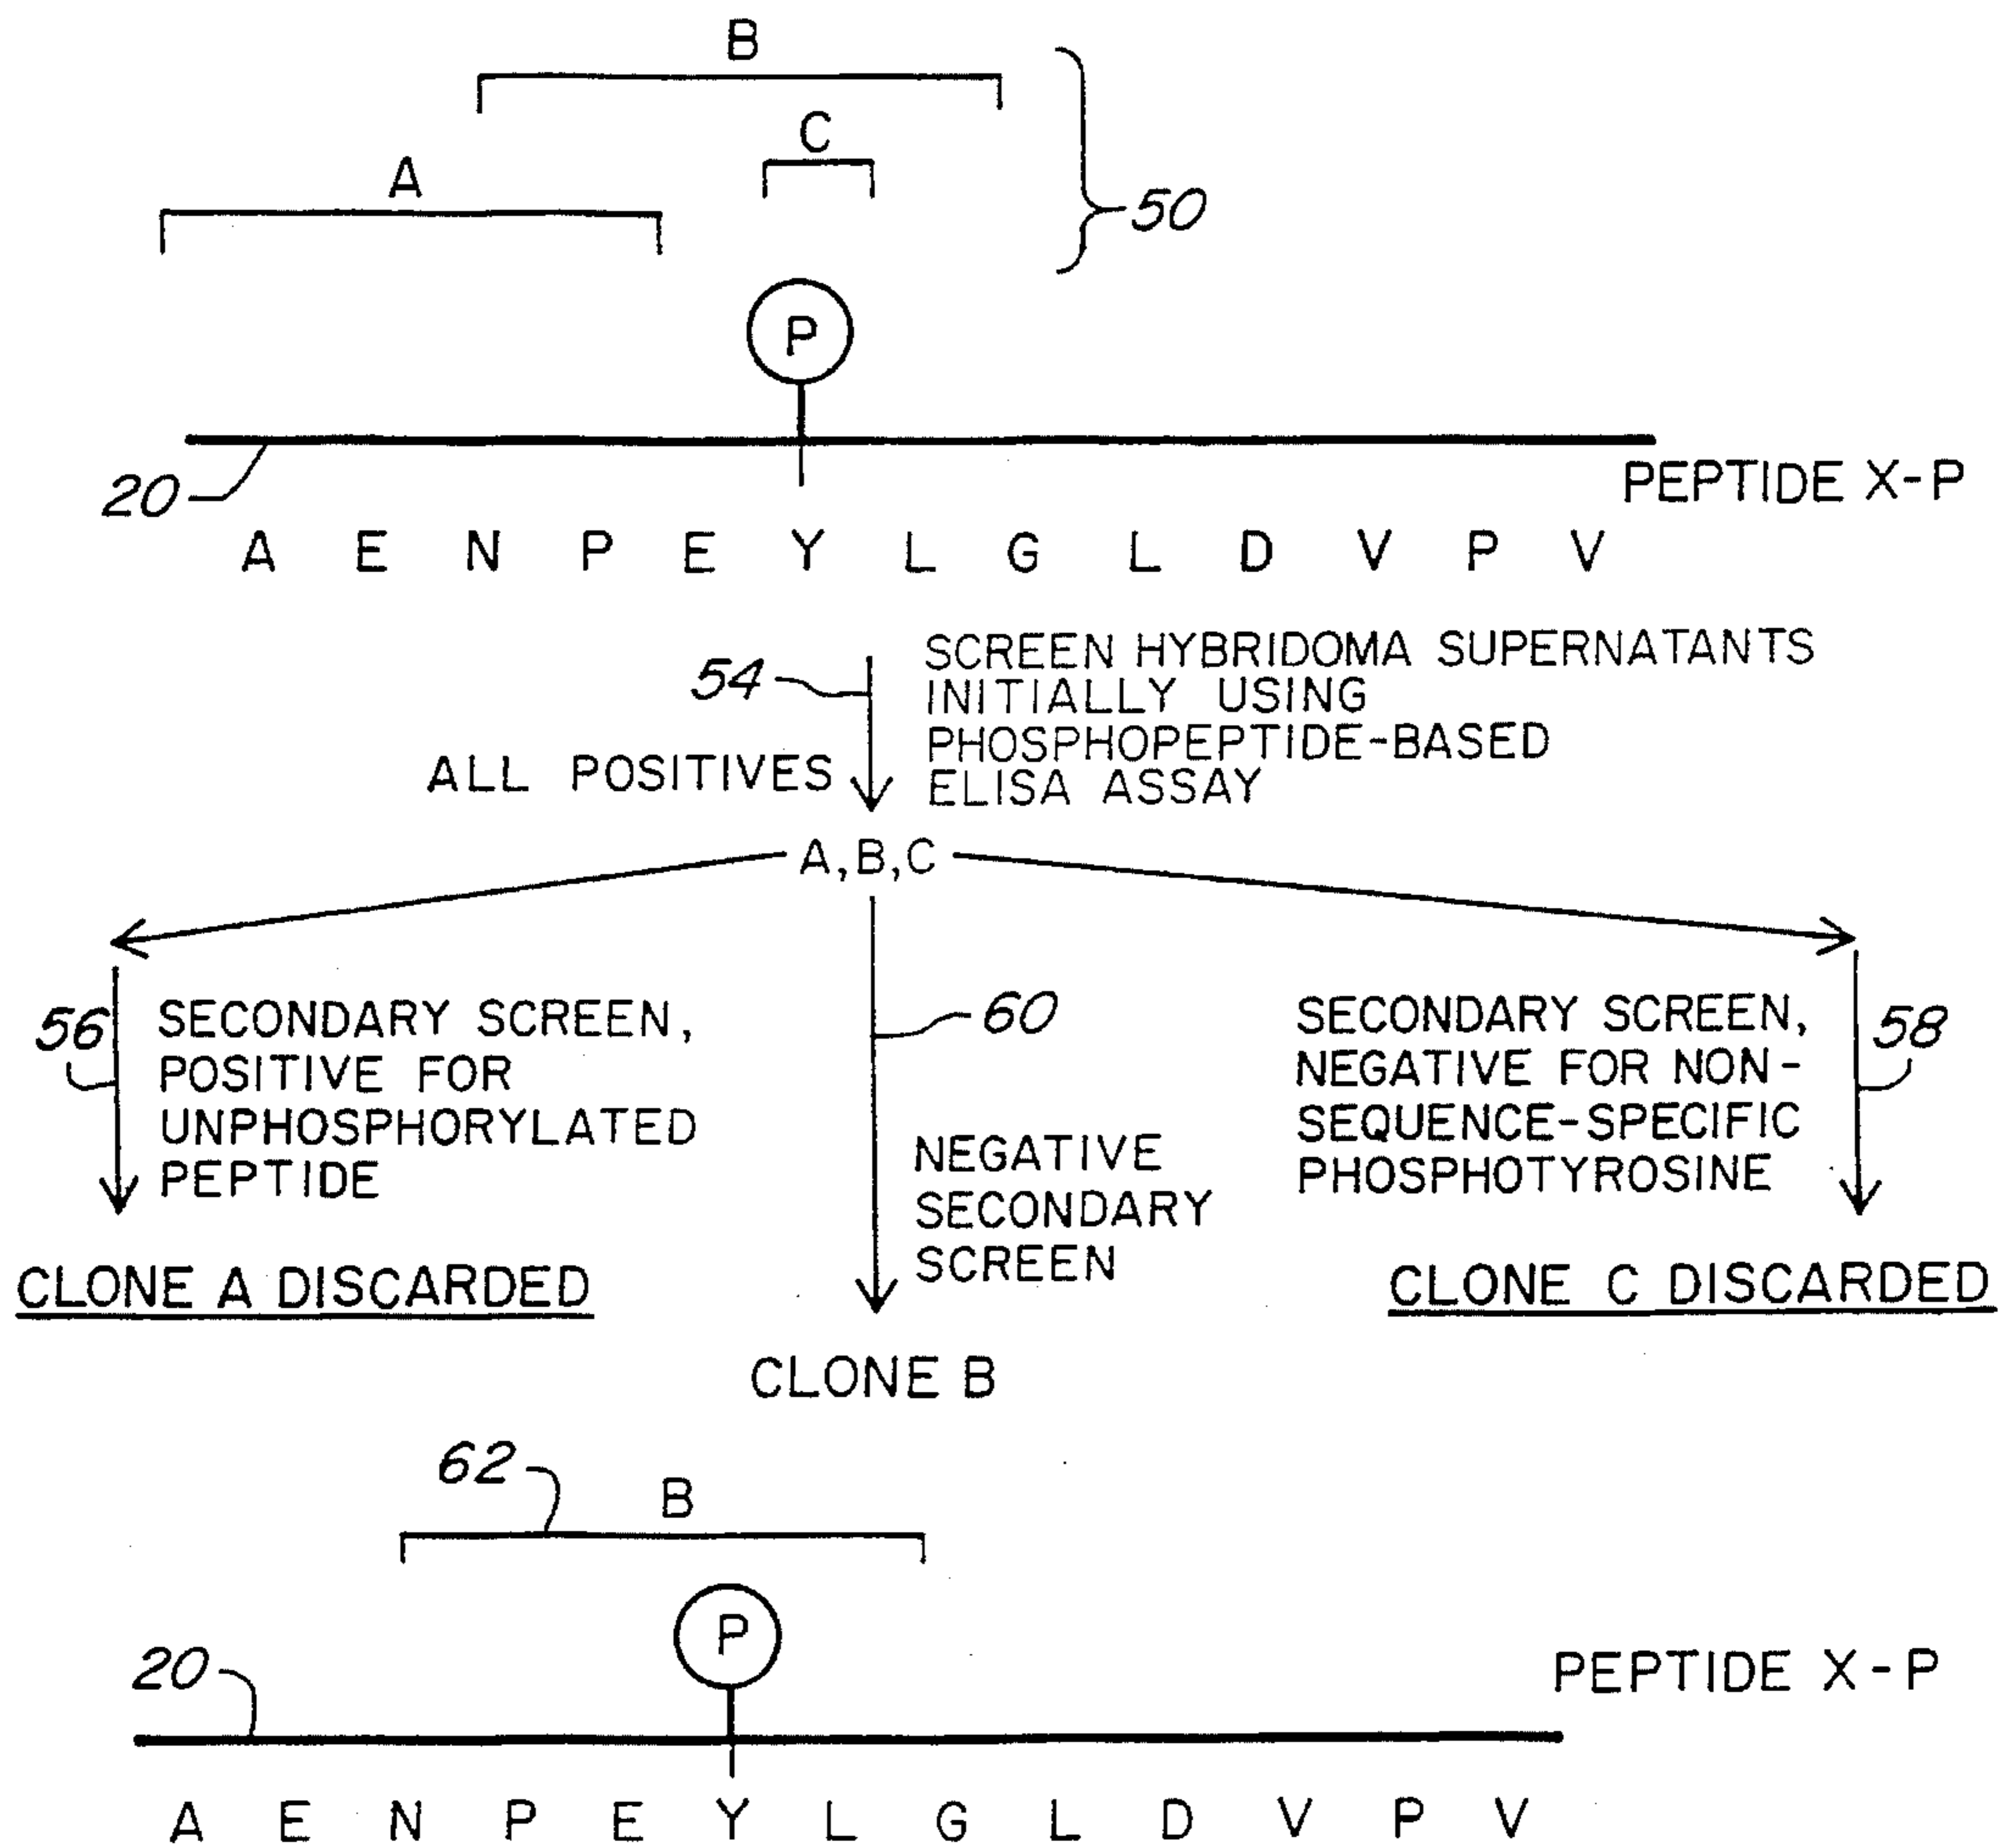 B
C
A
50
P
20
PEPTIDE X-P
A E N P E Y L G L D V P V
54
SCREEN HYBRIDOMA SUPERNATANTS
INITIALLY USING
PHOSPHOPEPTIDE-BASED
ELISA ASSAY
ALL POSITIVES
A,B,C
56
SECONDARY SCREEN,
POSITIVE FOR
UNPHOSPHORYLATED
PEPTIDE
60
NEGATIVE
SECONDARY
SCREEN
SECONDARY SCREEN,
NEGATIVE FOR NON-
SEQUENCE-SPECIFIC
PHOSPHOTYROSINE
58
CLONE A DISCARDED
CLONE C DISCARDED
CLONE B
62
B
P
20
PEPTIDE X-P
A E N P E Y L G L D V P V